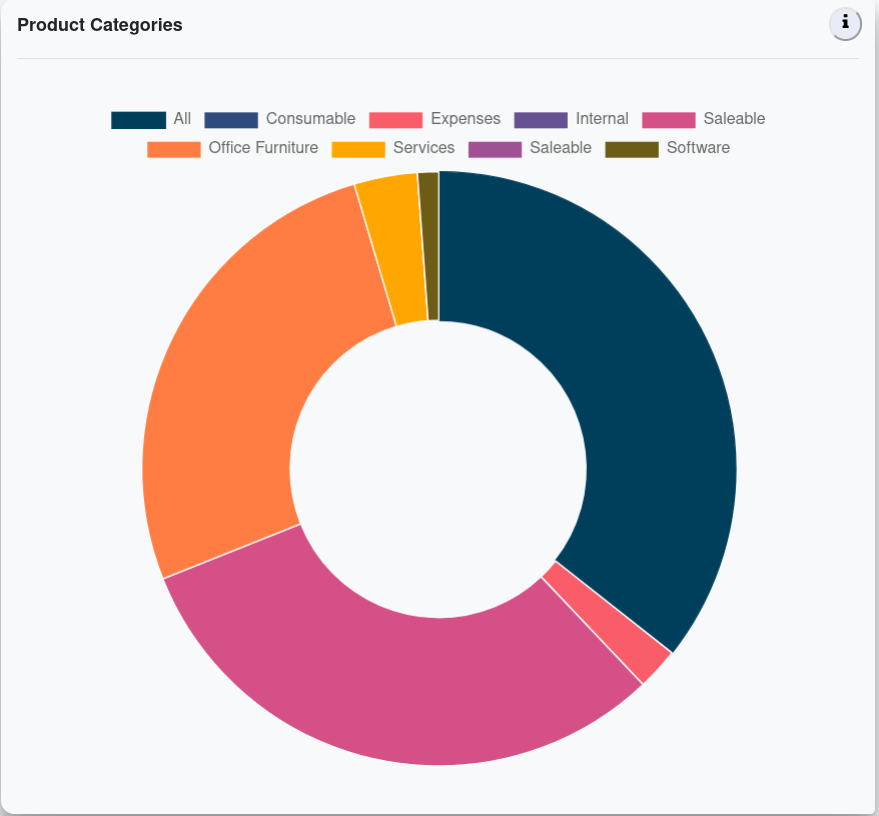 Product Categories
i
All Consumable Expenses Internal Saleable
Office Furniture Services Saleable Software